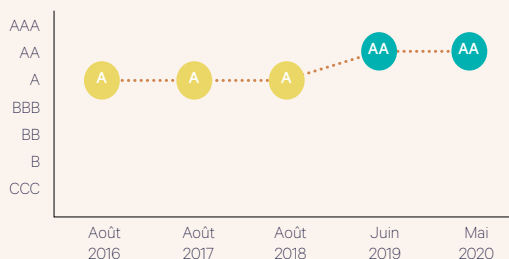 AAA
AA
A
BBB
BB
B
CCC
A
A
A
AA
AA
Août
2016
Août
2017
Août
2018
Juin
2019
Mai
2020